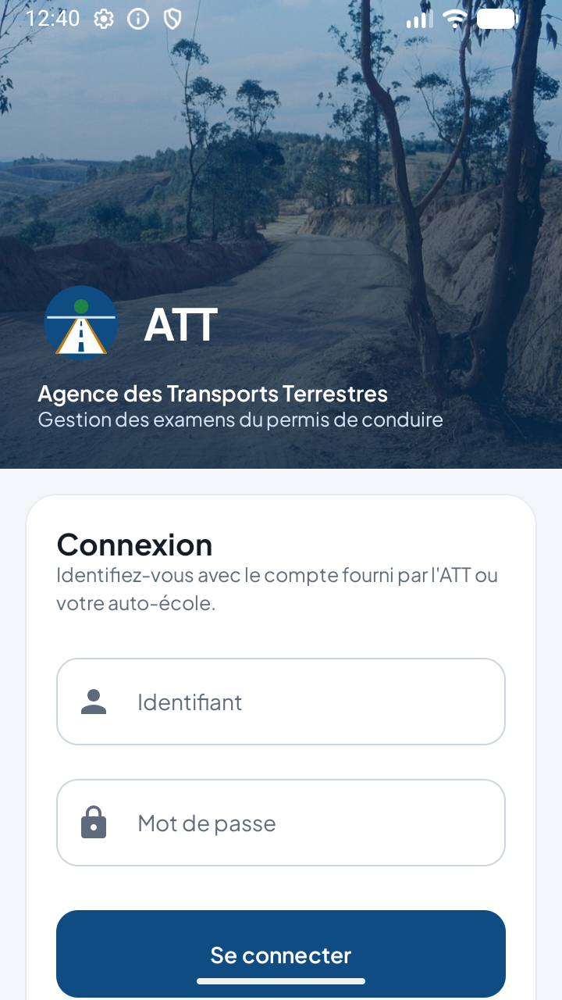 12:40
ATT
Agence des Transports Terrestres
Gestion des examens du permis de conduire
Connexion
Identifiez-vous avec le compte fourni par l'ATT ou
votre auto-école.
Identifiant
Mot de passe
Se connecter